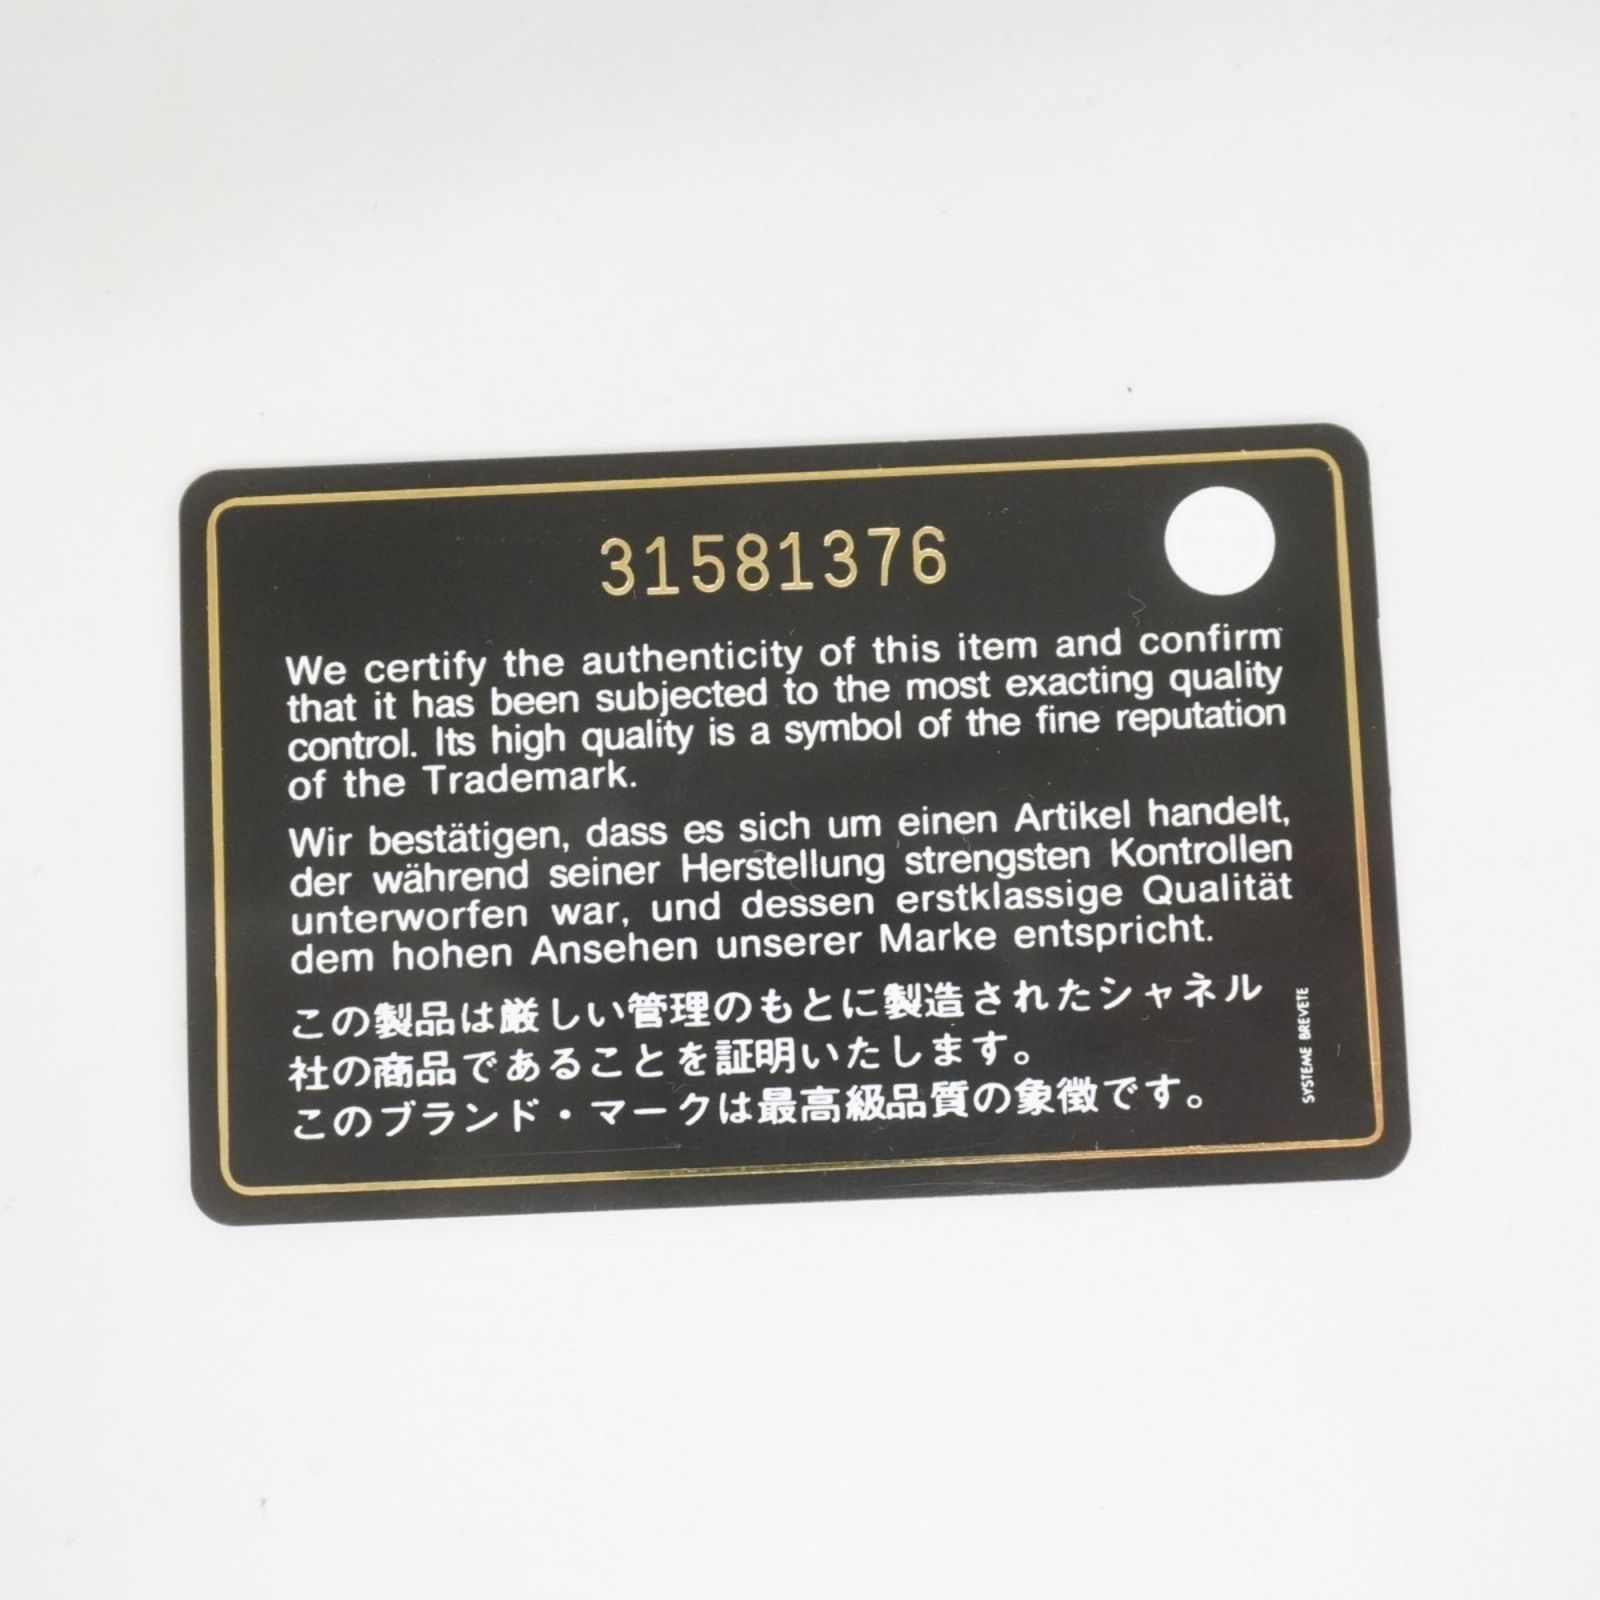 31581376
We certify the authenticity of this item and confirm
that it has been subjected to the most exacting quality
control. Its high quality is a symbol of the fine reputation
of the Trademark.
Wir bestätigen, dass es sich um einen Artikel handelt,
der während seiner Herstellung strengsten Kontrollen
unterworfen war, und dessen erstklassige Qualität
dem hohen Ansehen unserer Marke entspricht.
この製品は厳しい管理のもとに製造されたシャネル
社の商品であることを証明いたします。
このブランド・マークは最高級品質の象徴です。
SYSTEME BREVETE